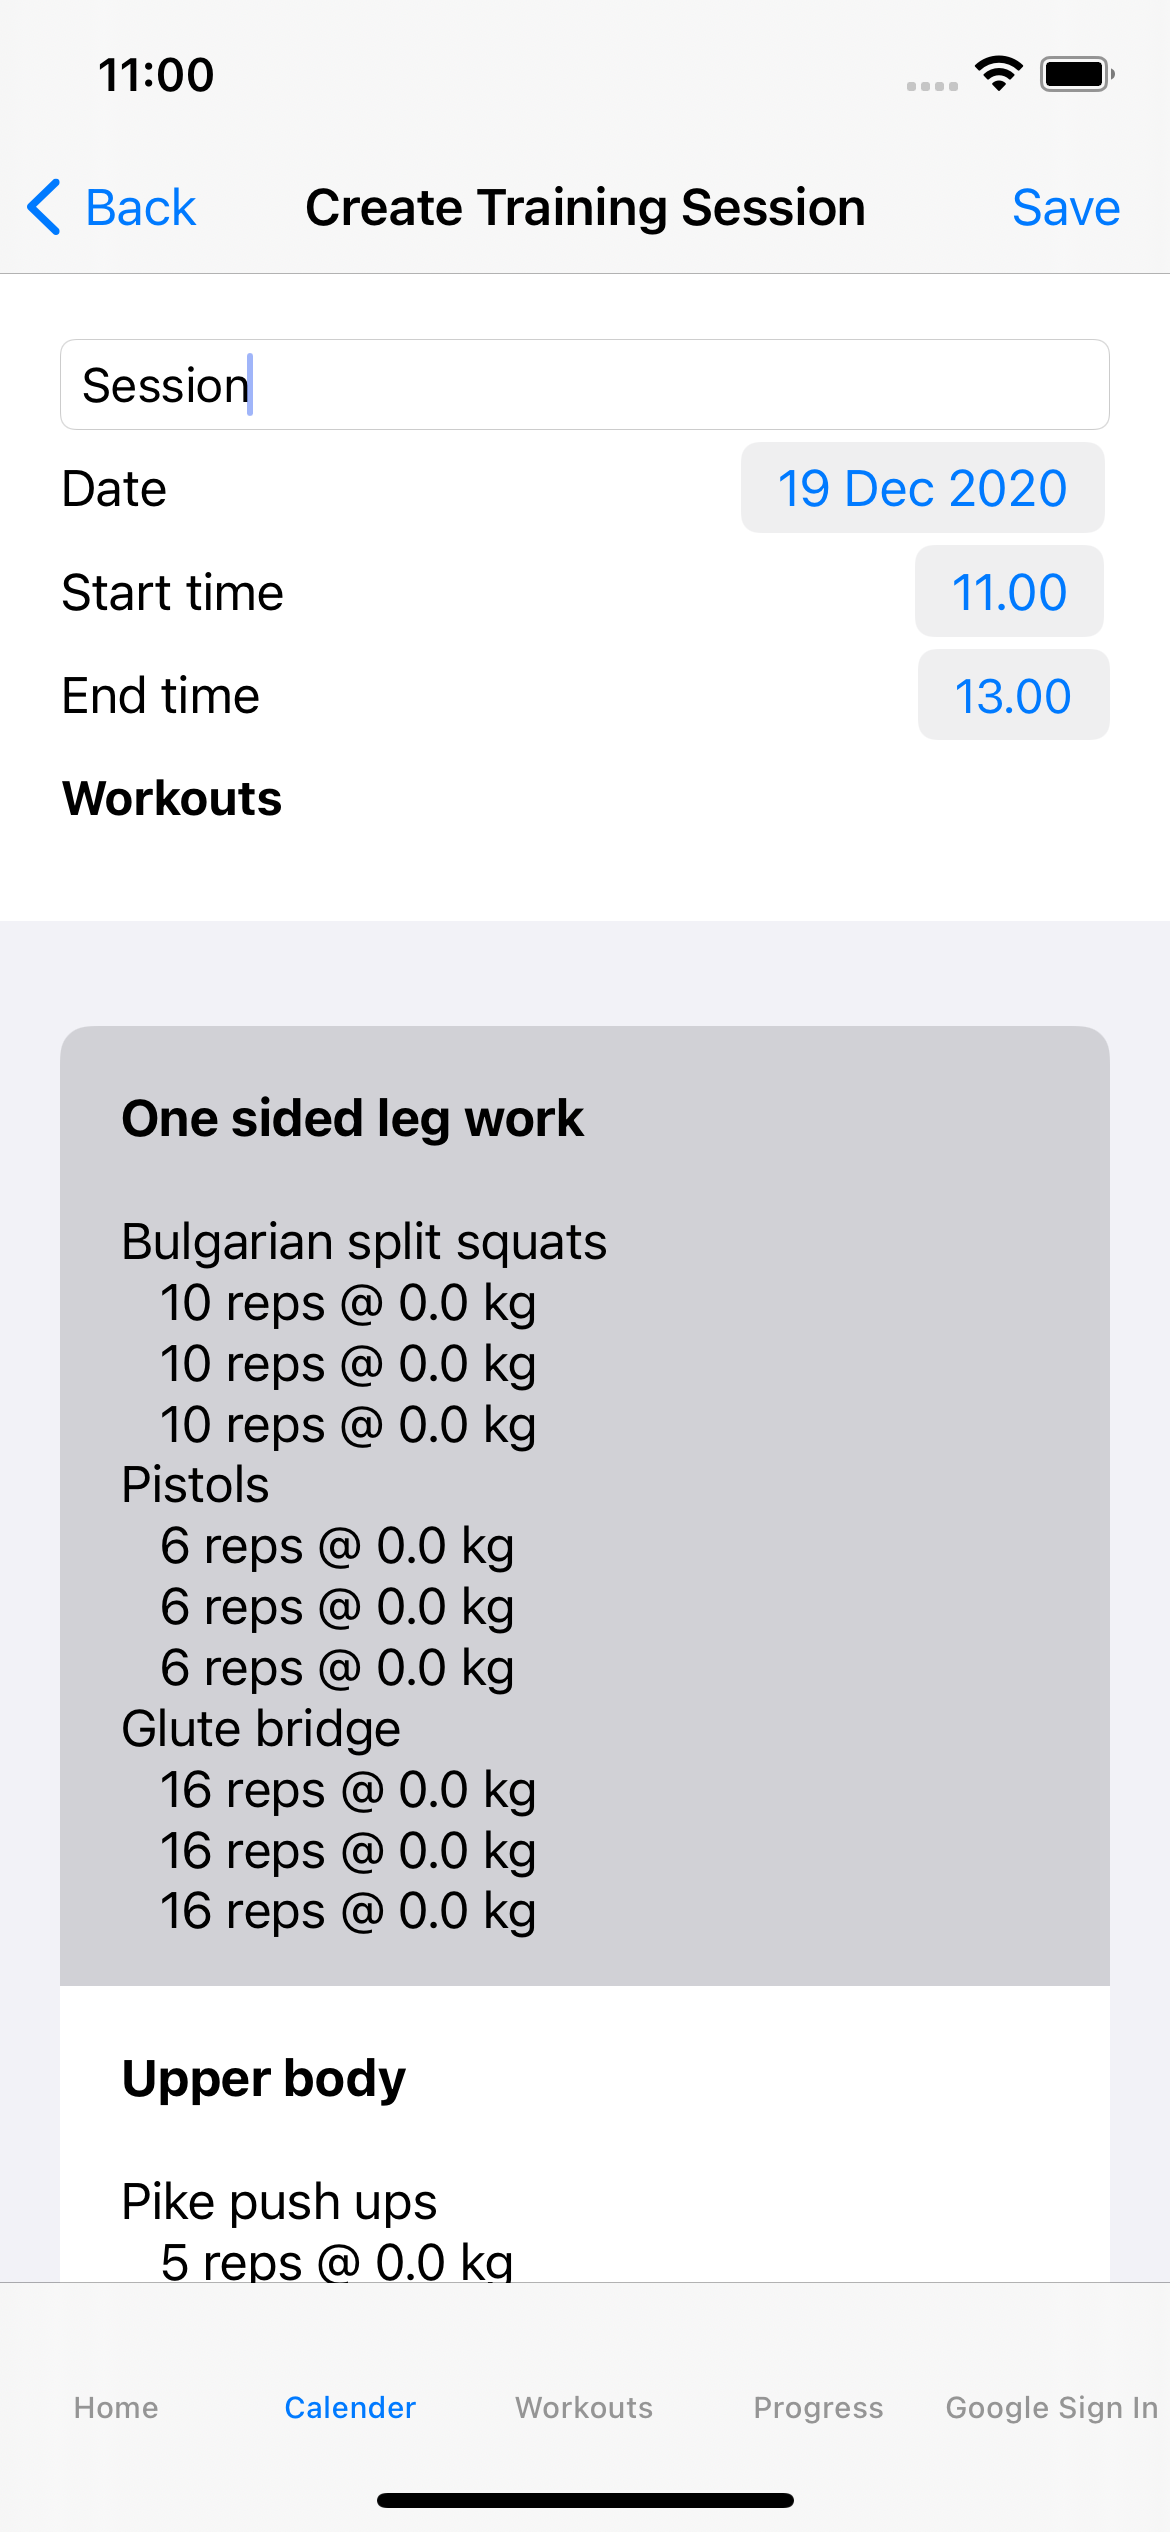 11:00
Back
Create Training Session
Save
Session
Date
19 Dec 2020
Start time
11.00
End time
13.00
Workouts
One sided leg work
Bulgarian split squats
10 reps @ 0.0 kg
10 reps @ 0.0 kg
10 reps @ 0.0 kg
Pistols
6 reps @ 0.0 kg
6 reps @ 0.0 kg
6 reps @ 0.0 kg
Glute bridge
16 reps @ 0.0 kg
16 reps @ 0.0 kg
16 reps @ 0.0 kg
Upper body
Pike push ups
5 reps @ 0.0 kg
Home
Calender
Workouts
Progress
Google Sign In